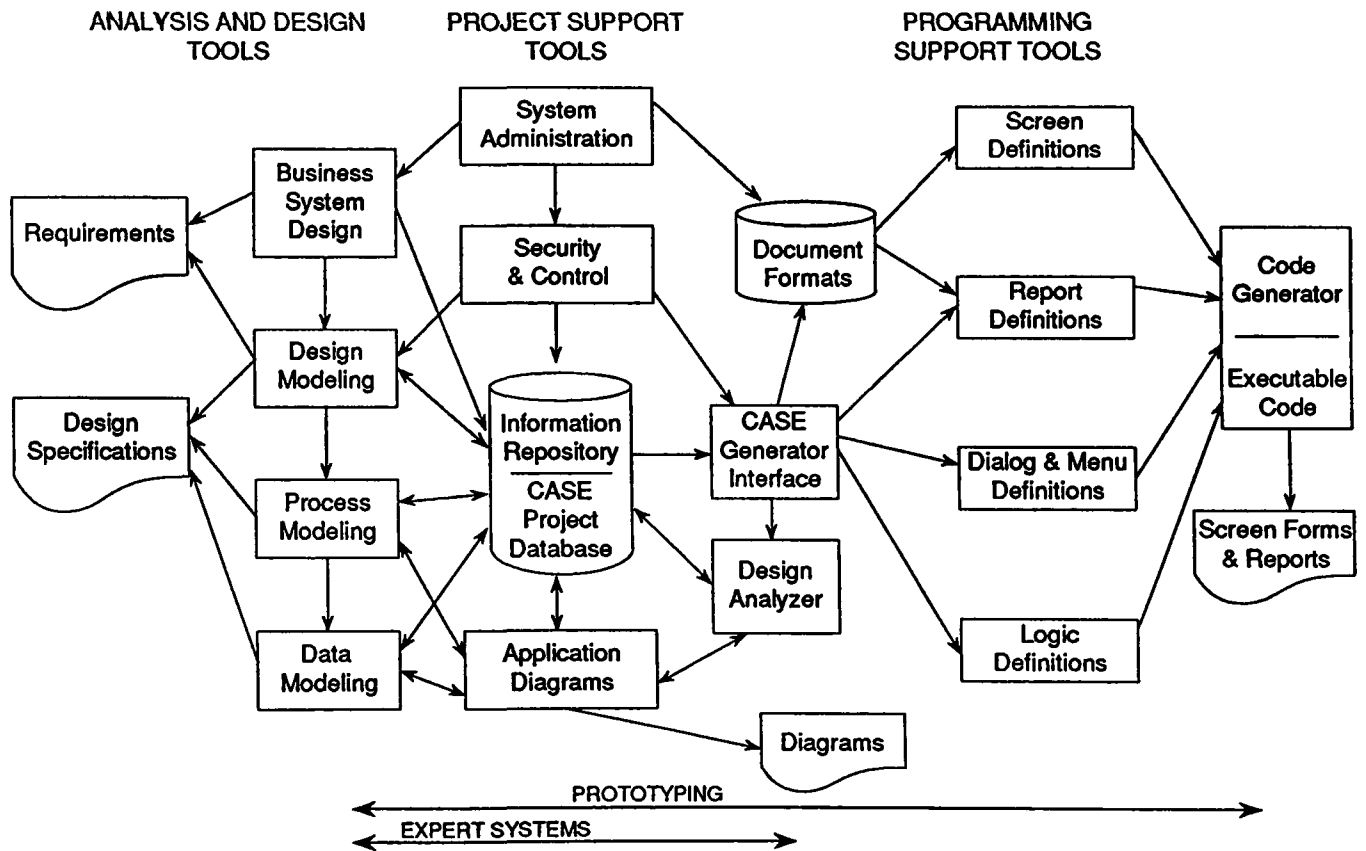 ANALYSIS AND DESIGN
TOOLS
PROJECT SUPPORT
TOOLS
PROGRAMMING
SUPPORT TOOLS
System
Administration
Screen
Definitions
Business
System
Design
Requirements
Security
& Control
Document
Formats
Report
Definitions
Code
Generator
Executable
Code
Design
Modeling
Design
Specifications
Information
Repository
CASE
Project
Database
CASE
Generator
Interface
Dialog & Menu
Definitions
Process
Modeling
Screen Forms
& Reports
Design
Analyzer
Data
Modeling
Application
Diagrams
Logic
Definitions
Diagrams
PROTOTYPING
EXPERT SYSTEMS